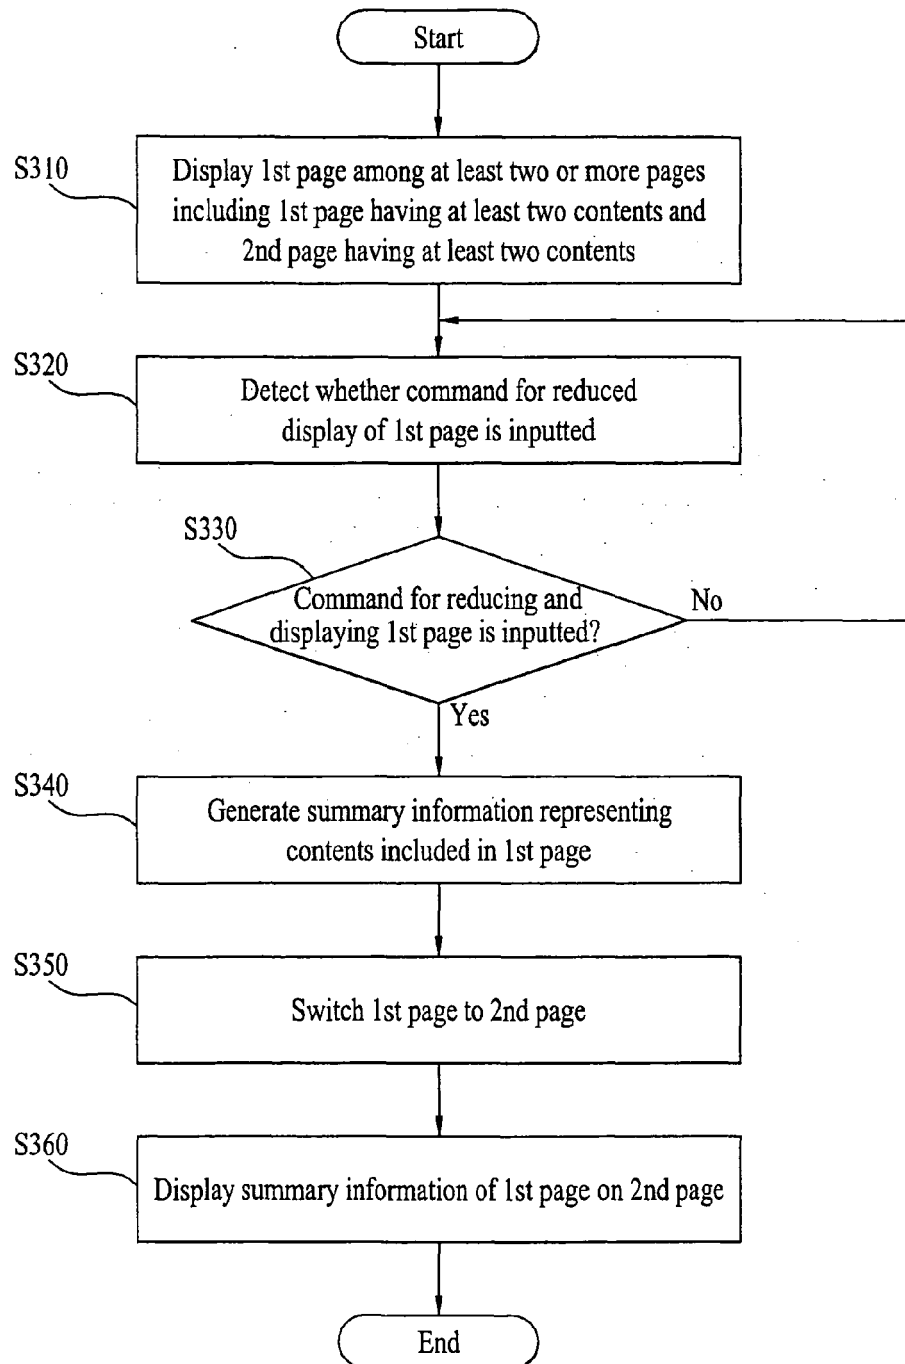 Start
S310
Display 1st page among at least two or more pages
including 1st page having at least two contents and
2nd page having at least two contents
S320
Detect whether command for reduced
display of 1st page is inputted
S330
Command for reducing and
displaying 1st page is inputted?
No
Yes
S340
Generate summary information representing
contents included in 1st page
S350
Switch 1st page to 2nd page
S360
Display summary information of 1st page on 2nd page
End